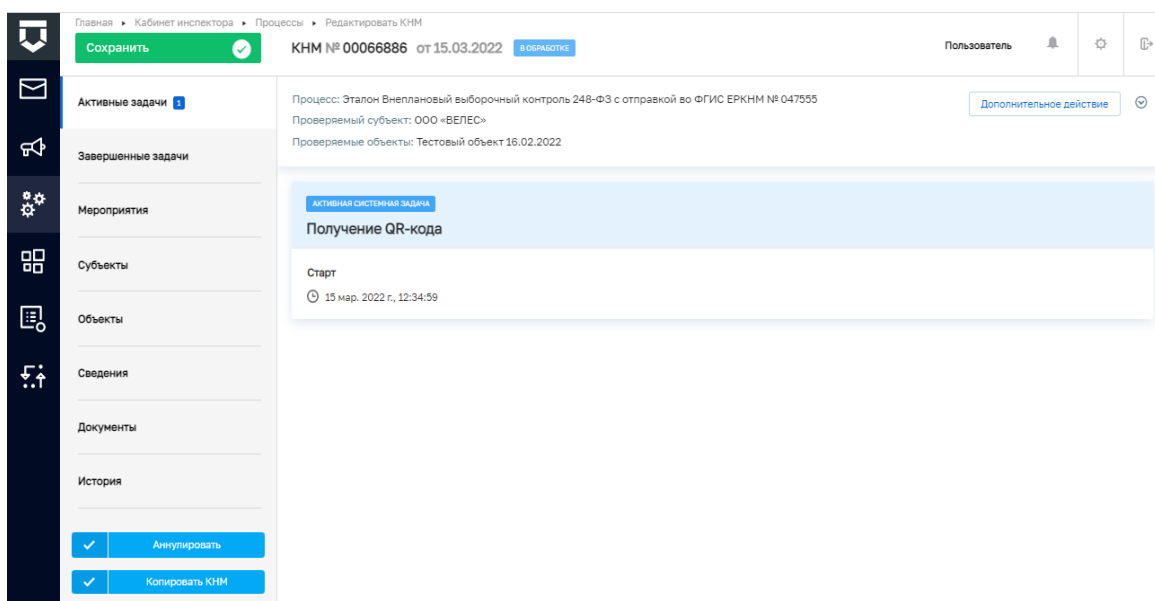 Главная ▸ Кабинет инспектора ▸ Процессы ▸ Редактировать КНМ
Сохранить
КНМ № 00066886 от 15.03.2022 В ОБРАБОТКЕ
Пользователь
Активные задачи 1
Завершенные задачи
Мероприятия
Субъекты
Объекты
Сведения
Документы
История
Аннулировать
Копировать КНМ
Процесс: Эталон Внеплановый выборочный контроль 248-ФЗ с отправкой во ФГИС ЕРКНМ № 047555
Проверяемый субъект: ООО «ВЕЛЕС»
Проверяемые объекты: Тестовый объект 16.02.2022
Дополнительное действие
АКТИВНАЯ СИСТЕМНАЯ ЗАДАЧА
Получение QR-кода
Старт
15 мар. 2022 г., 12:34:59